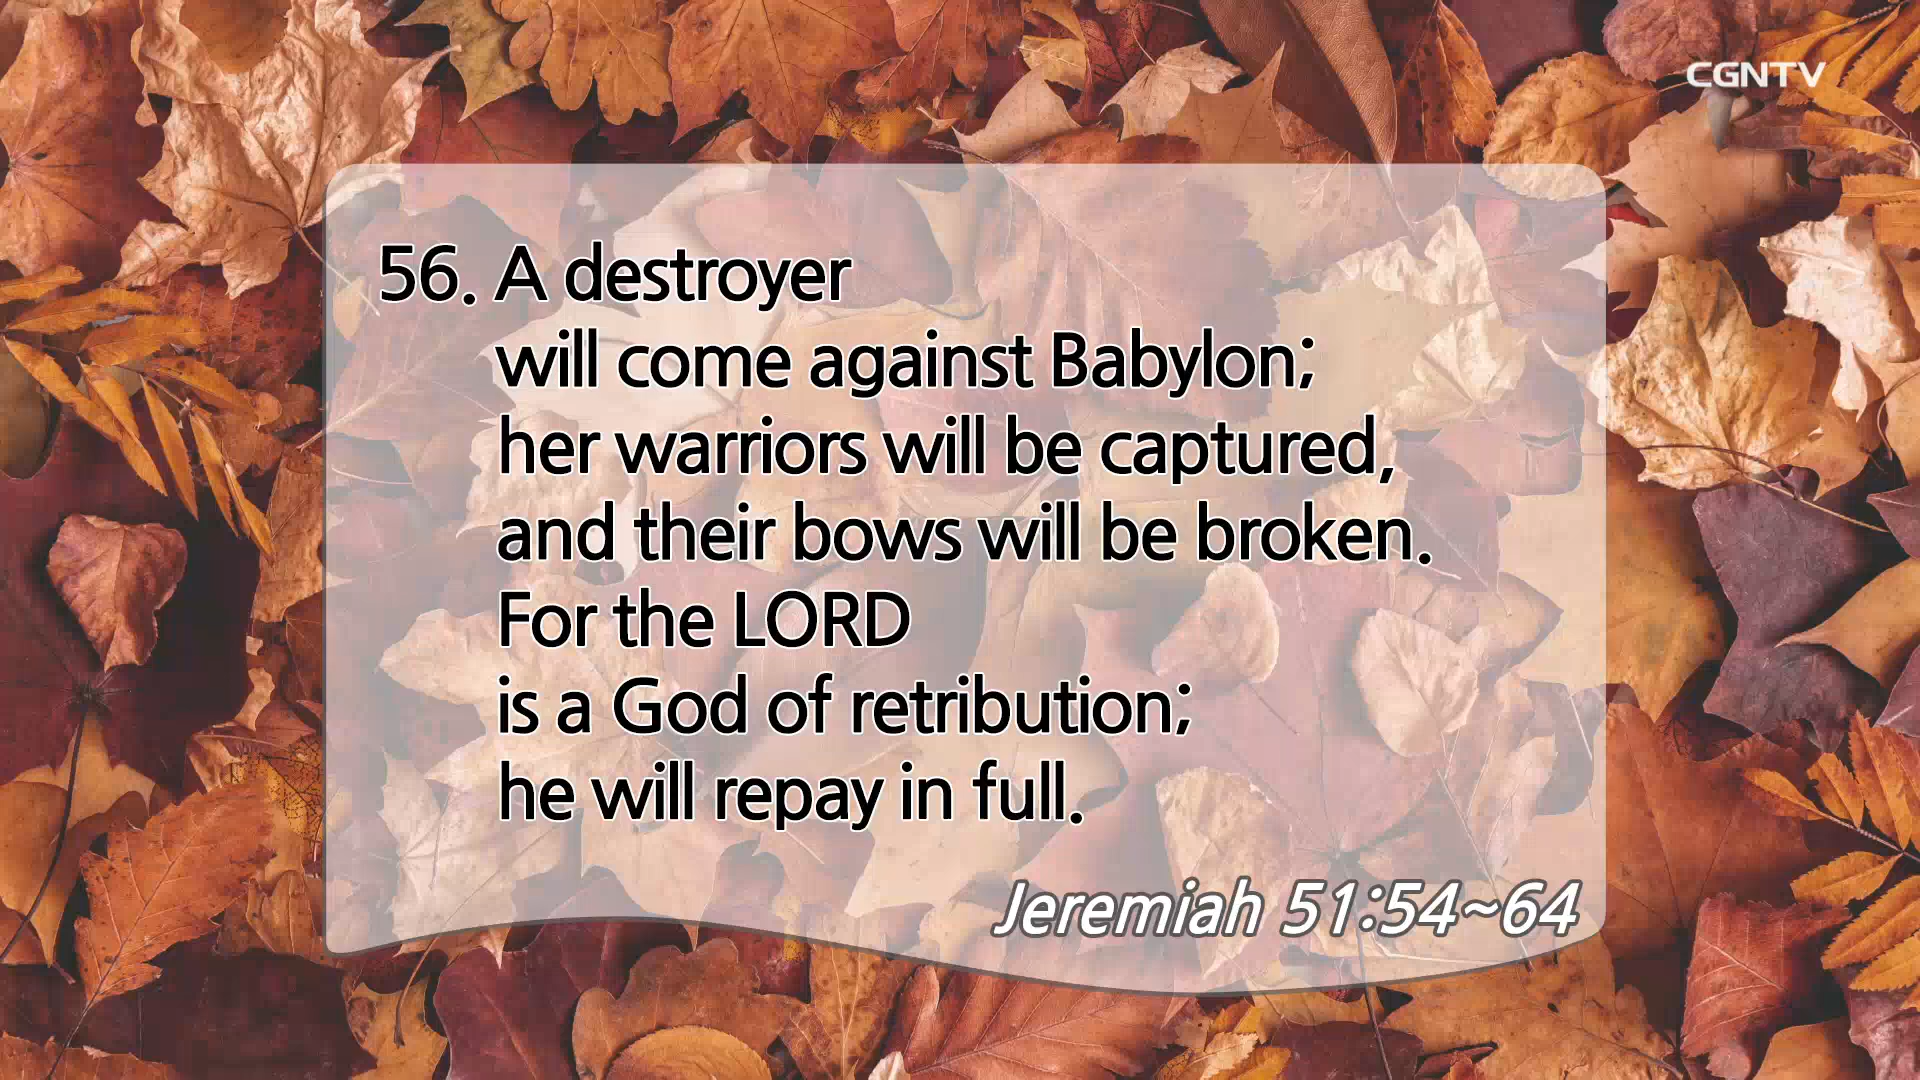 CGNTV
56. A destroyer
will come against Babylon;
her warriors will be captured,
and their bows will be broken.
For the LORD
is a God of retribution;
he will repay in full.
Jeremiah 51:54~64